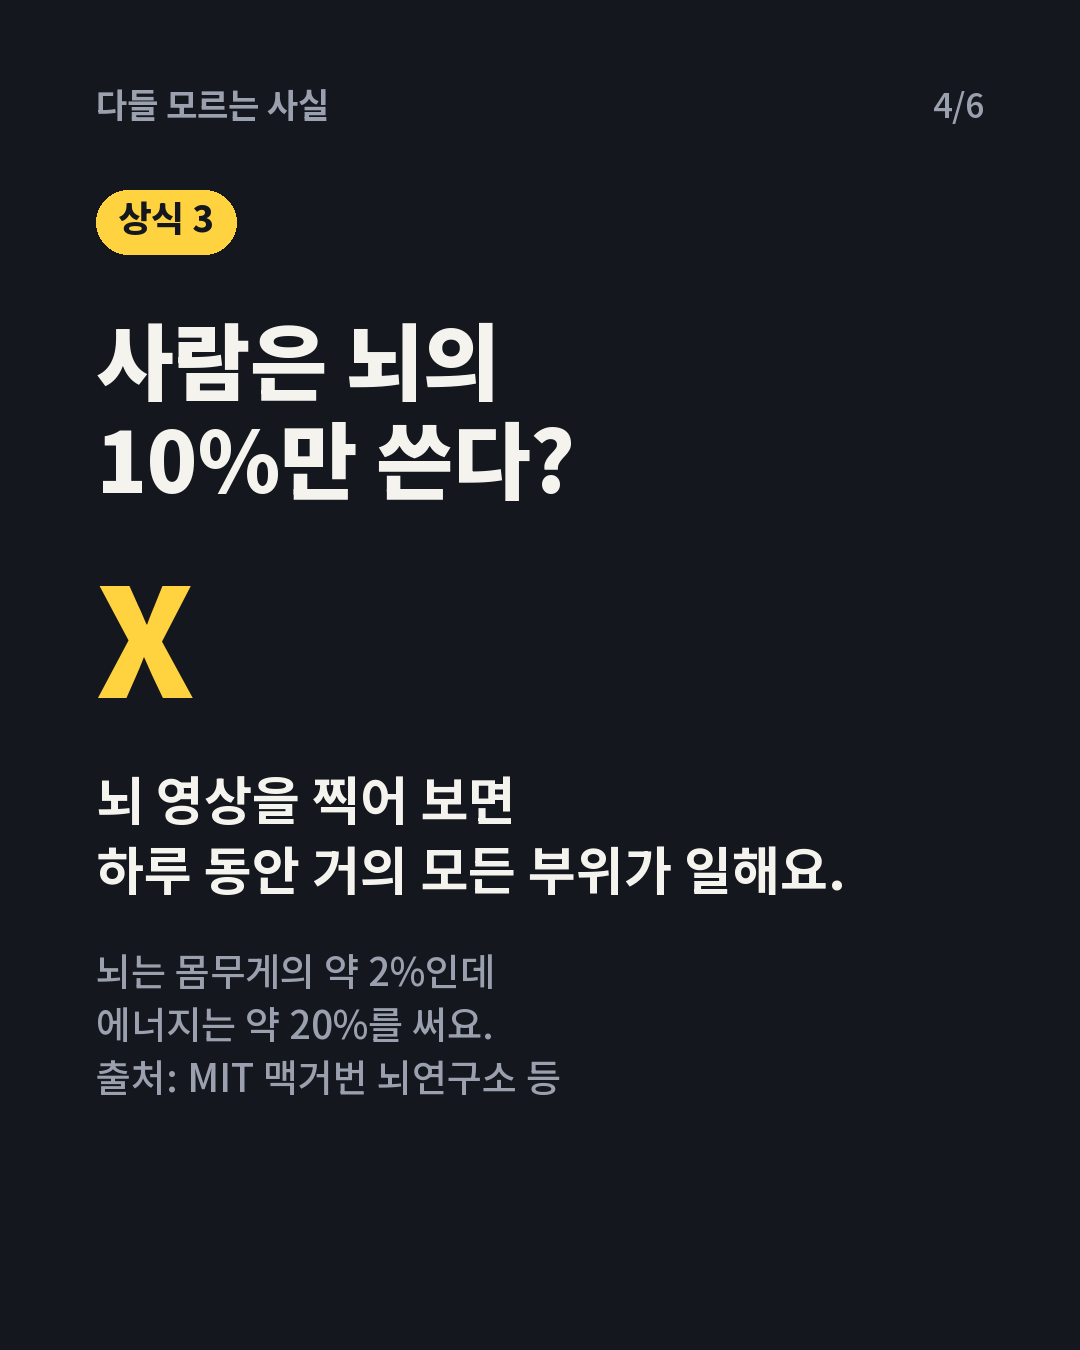 다들 모르는 사실
4/6
상식 3
사람은 뇌의
10%만 쓴다?
X
뇌 영상을 찍어 보면
하루 동안 거의 모든 부위가 일해요.
뇌는 몸무게의 약 2%인데
에너지는 약 20%를 써요.
출처: MIT 맥거번 뇌연구소 등